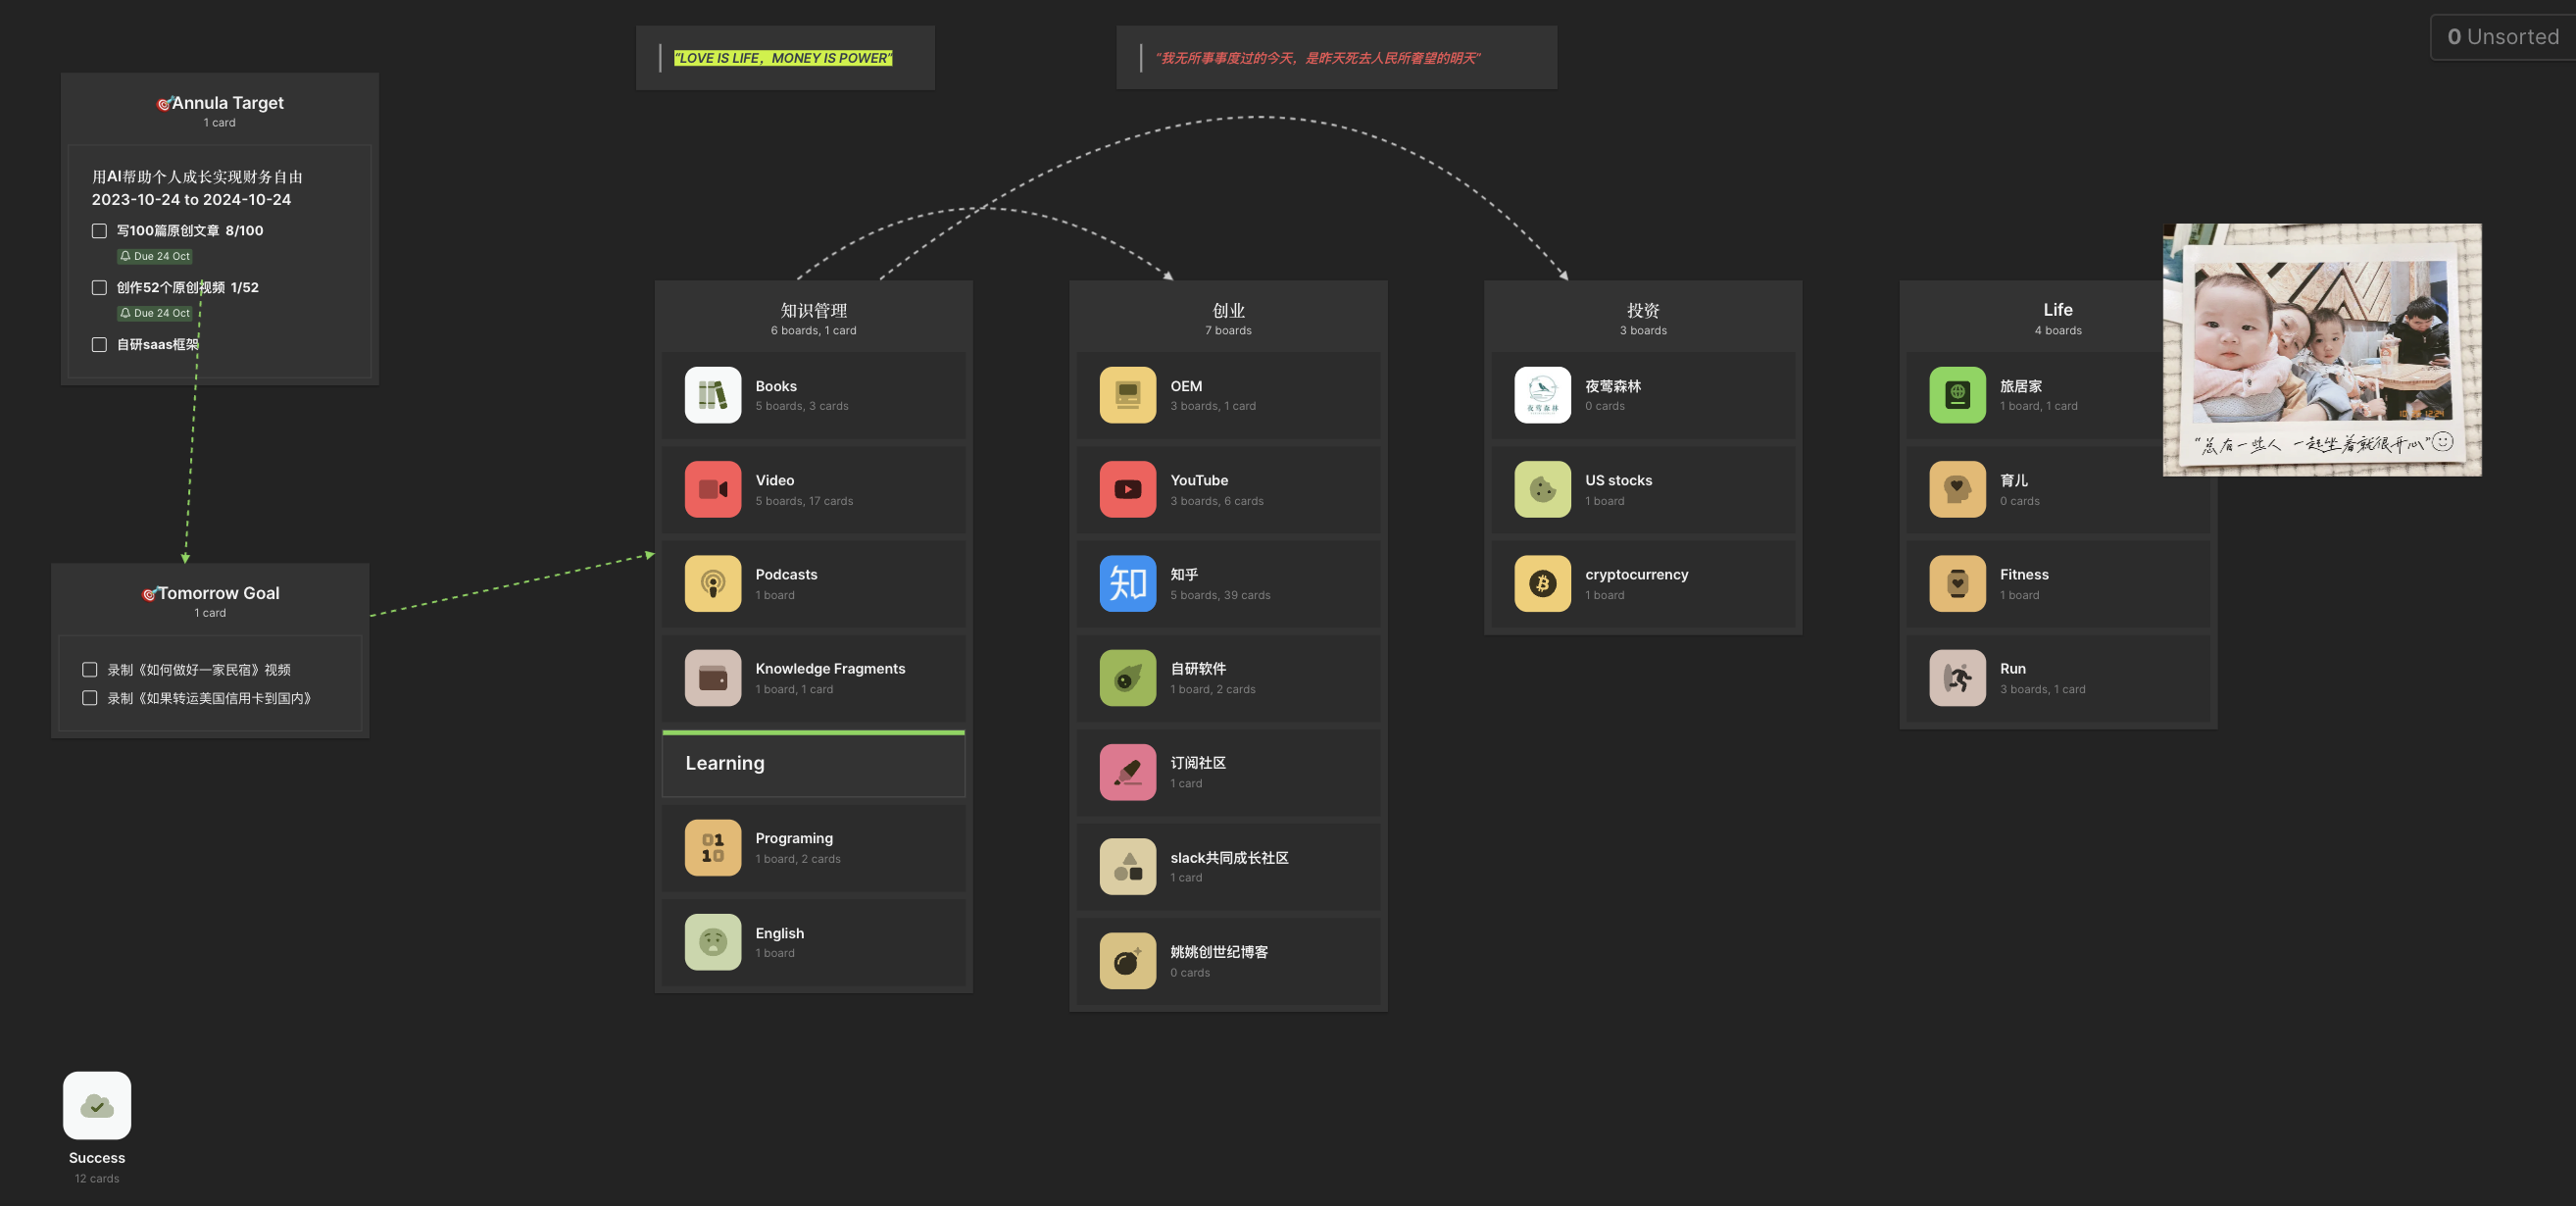 “LOVE IS LIFE，MONEY IS POWER”
“我无所事事度过的今天，是昨天死去人民所奢望的明天”
0 Unsorted
🎯Annula Target
1 card
用AI帮助个人成长实现财务自由
2023-10-24 to 2024-10-24
写100篇原创文章 8/100
Due 24 Oct
创作52个原创视频 1/52
Due 24 Oct
自研saas框架
🎯Tomorrow Goal
1 card
录制《如何做好一家民宿》视频
录制《如果转运美国信用卡到国内》
Success
12 cards
知识管理
6 boards, 1 card
Books
5 boards, 3 cards
Video
5 boards, 17 cards
Podcasts
1 board
Knowledge Fragments
1 board, 1 card
Learning
Programing
1 board, 2 cards
English
1 board
创业
7 boards
OEM
3 boards, 1 card
YouTube
3 boards, 6 cards
知
知乎
5 boards, 39 cards
自研软件
1 board, 2 cards
订阅社区
1 card
slack共同成长社区
1 card
姚姚创世纪博客
0 cards
投资
3 boards
夜莺森林
夜莺森林
0 cards
US stocks
1 board
cryptocurrency
1 board
Life
4 boards
旅居家
1 board, 1 card
育儿
0 cards
Fitness
1 board
Run
3 boards, 1 card
“总有一些人 一起坐着就很开心”